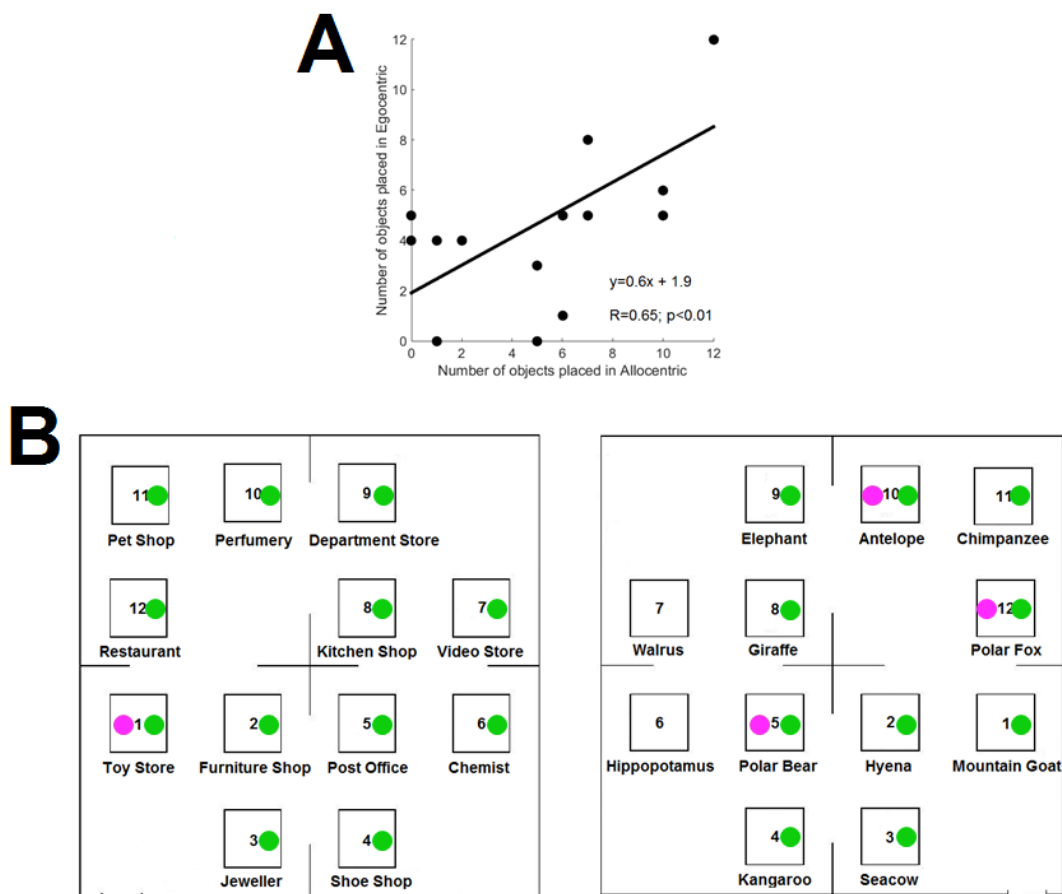 A
12
10
8
6
4
2
0
Number of objects placed in Egocentric
y=0.6x + 1.9
R=0.65; p<0.01
0 2 4 6 8 10 12
Number of objects placed in Allocentric
B
11 10 9
Pet Shop Perfumery Department Store
12 8 7
Restaurant Kitchen Shop Video Store
1 2 5 6
Toy Store Furniture Shop Post Office Chemist
3 4
Jeweller Shoe Shop
9 10 11
Elephant Antelope Chimpanzee
7 8 12
Walrus Giraffe Polar Fox
6 5 2 1
Hippopotamus Polar Bear Hyena Mountain Goat
4 3
Kangaroo Seacow